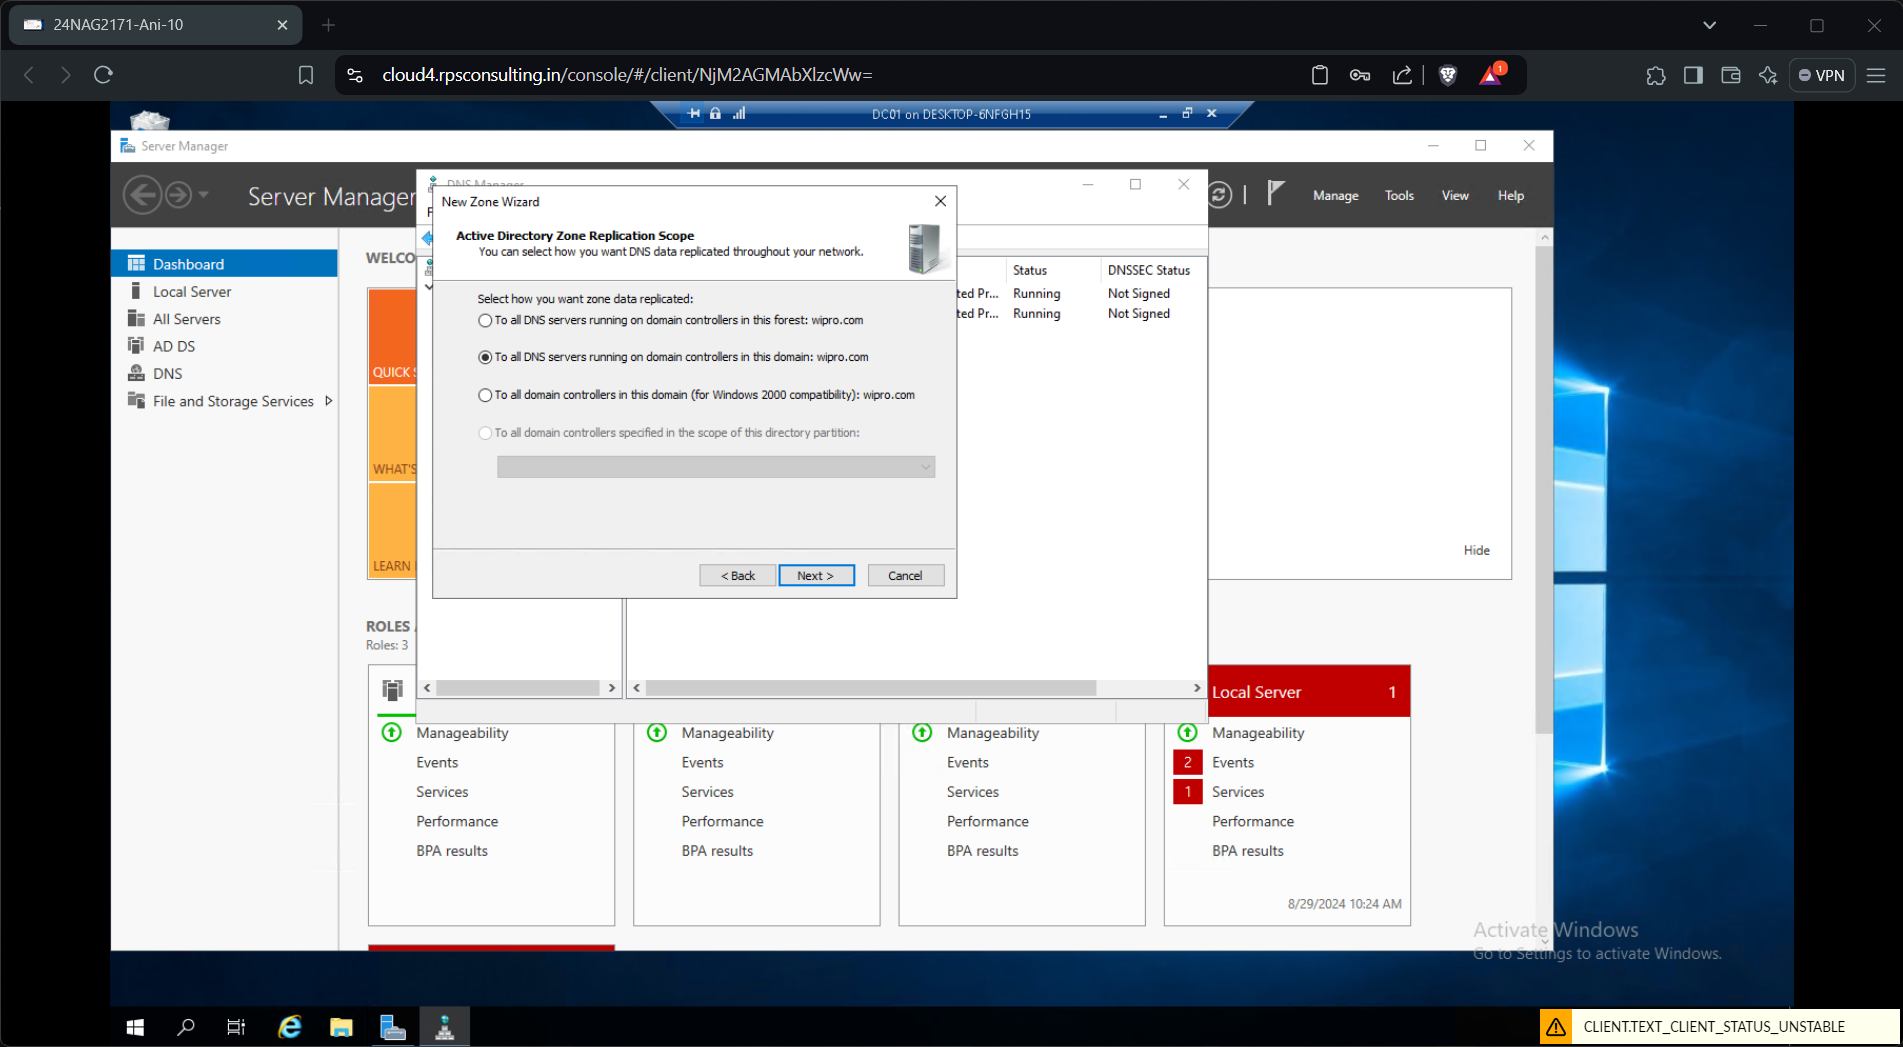 24NAG2171-Ani-10
cloud4.rpsconsulting.in/console/#/client/NjM2AGMAbXlzcWw=
1
VPN
DC01 on DESKTOP-6NFGH15
Server Manager
Server Manager
Manage
Tools
View
Help
DNS Manager
New Zone Wizard
Active Directory Zone Replication Scope
You can select how you want DNS data replicated throughout your network.
Select how you want zone data replicated:
To all DNS servers running on domain controllers in this forest: wipro.com
To all DNS servers running on domain controllers in this domain: wipro.com
To all domain controllers in this domain (for Windows 2000 compatibility): wipro.com
To all domain controllers specified in the scope of this directory partition:
< Back
Next >
Cancel
Status
DNSSEC Status
ted Pr...
Running
Not Signed
ted Pr...
Running
Not Signed
Dashboard
Local Server
All Servers
AD DS
DNS
File and Storage Services
WELCO
QUICK S
WHAT'S
LEARN
Hide
ROLES
Roles: 3
Manageability
Events
Services
Performance
BPA results
Manageability
Events
Services
Performance
BPA results
Manageability
Events
Services
Performance
BPA results
Local Server
1
Manageability
2
Events
1
Services
Performance
BPA results
8/29/2024 10:24 AM
Activate Windows
Go to Settings to activate Windows.
CLIENT.TEXT_CLIENT_STATUS_UNSTABLE